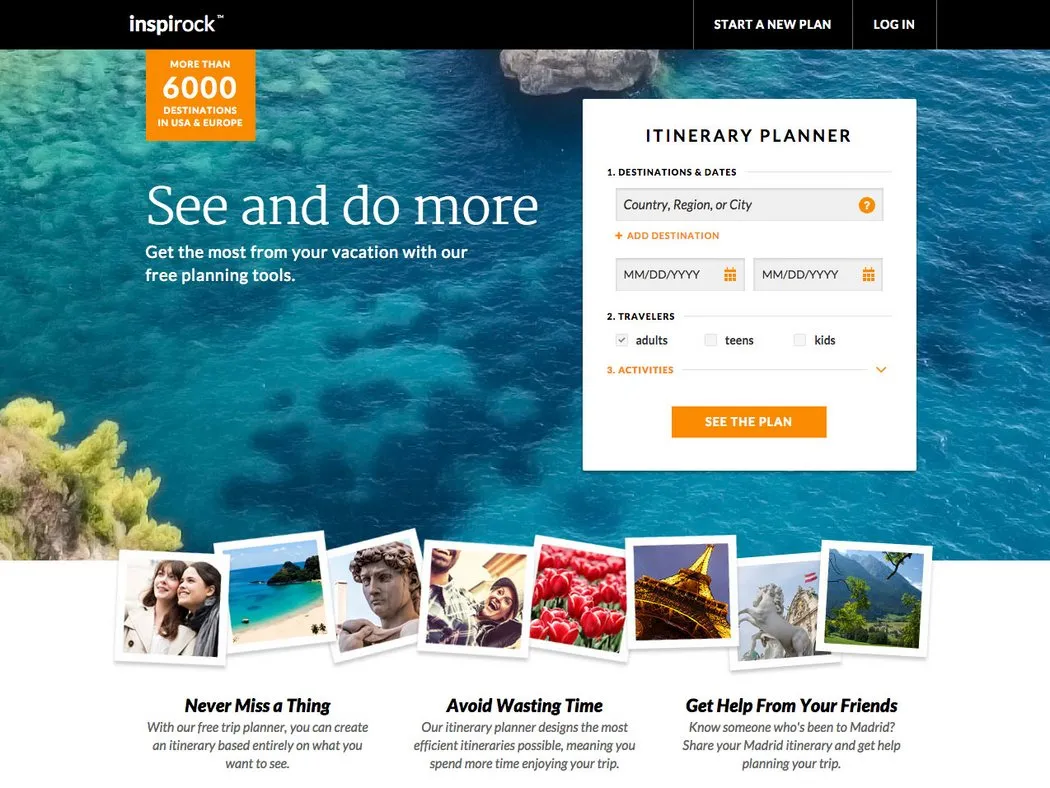 inspirock™
START A NEW PLAN
LOG IN
MORE THAN
6000
DESTINATIONS
IN USA & EUROPE
See and do more
Get the most from your vacation with our
free planning tools.
ITINERARY PLANNER
1. DESTINATIONS & DATES
Country, Region, or City
?
+ ADD DESTINATION
MM/DD/YYYY
MM/DD/YYYY
2. TRAVELERS
adults
teens
kids
3. ACTIVITIES
SEE THE PLAN
Never Miss a Thing
With our free trip planner, you can create
an itinerary based entirely on what you
want to see.
Avoid Wasting Time
Our itinerary planner designs the most
efficient itineraries possible, meaning you
spend more time enjoying your trip.
Get Help From Your Friends
Know someone who's been to Madrid?
Share your Madrid itinerary and get help
planning your trip.